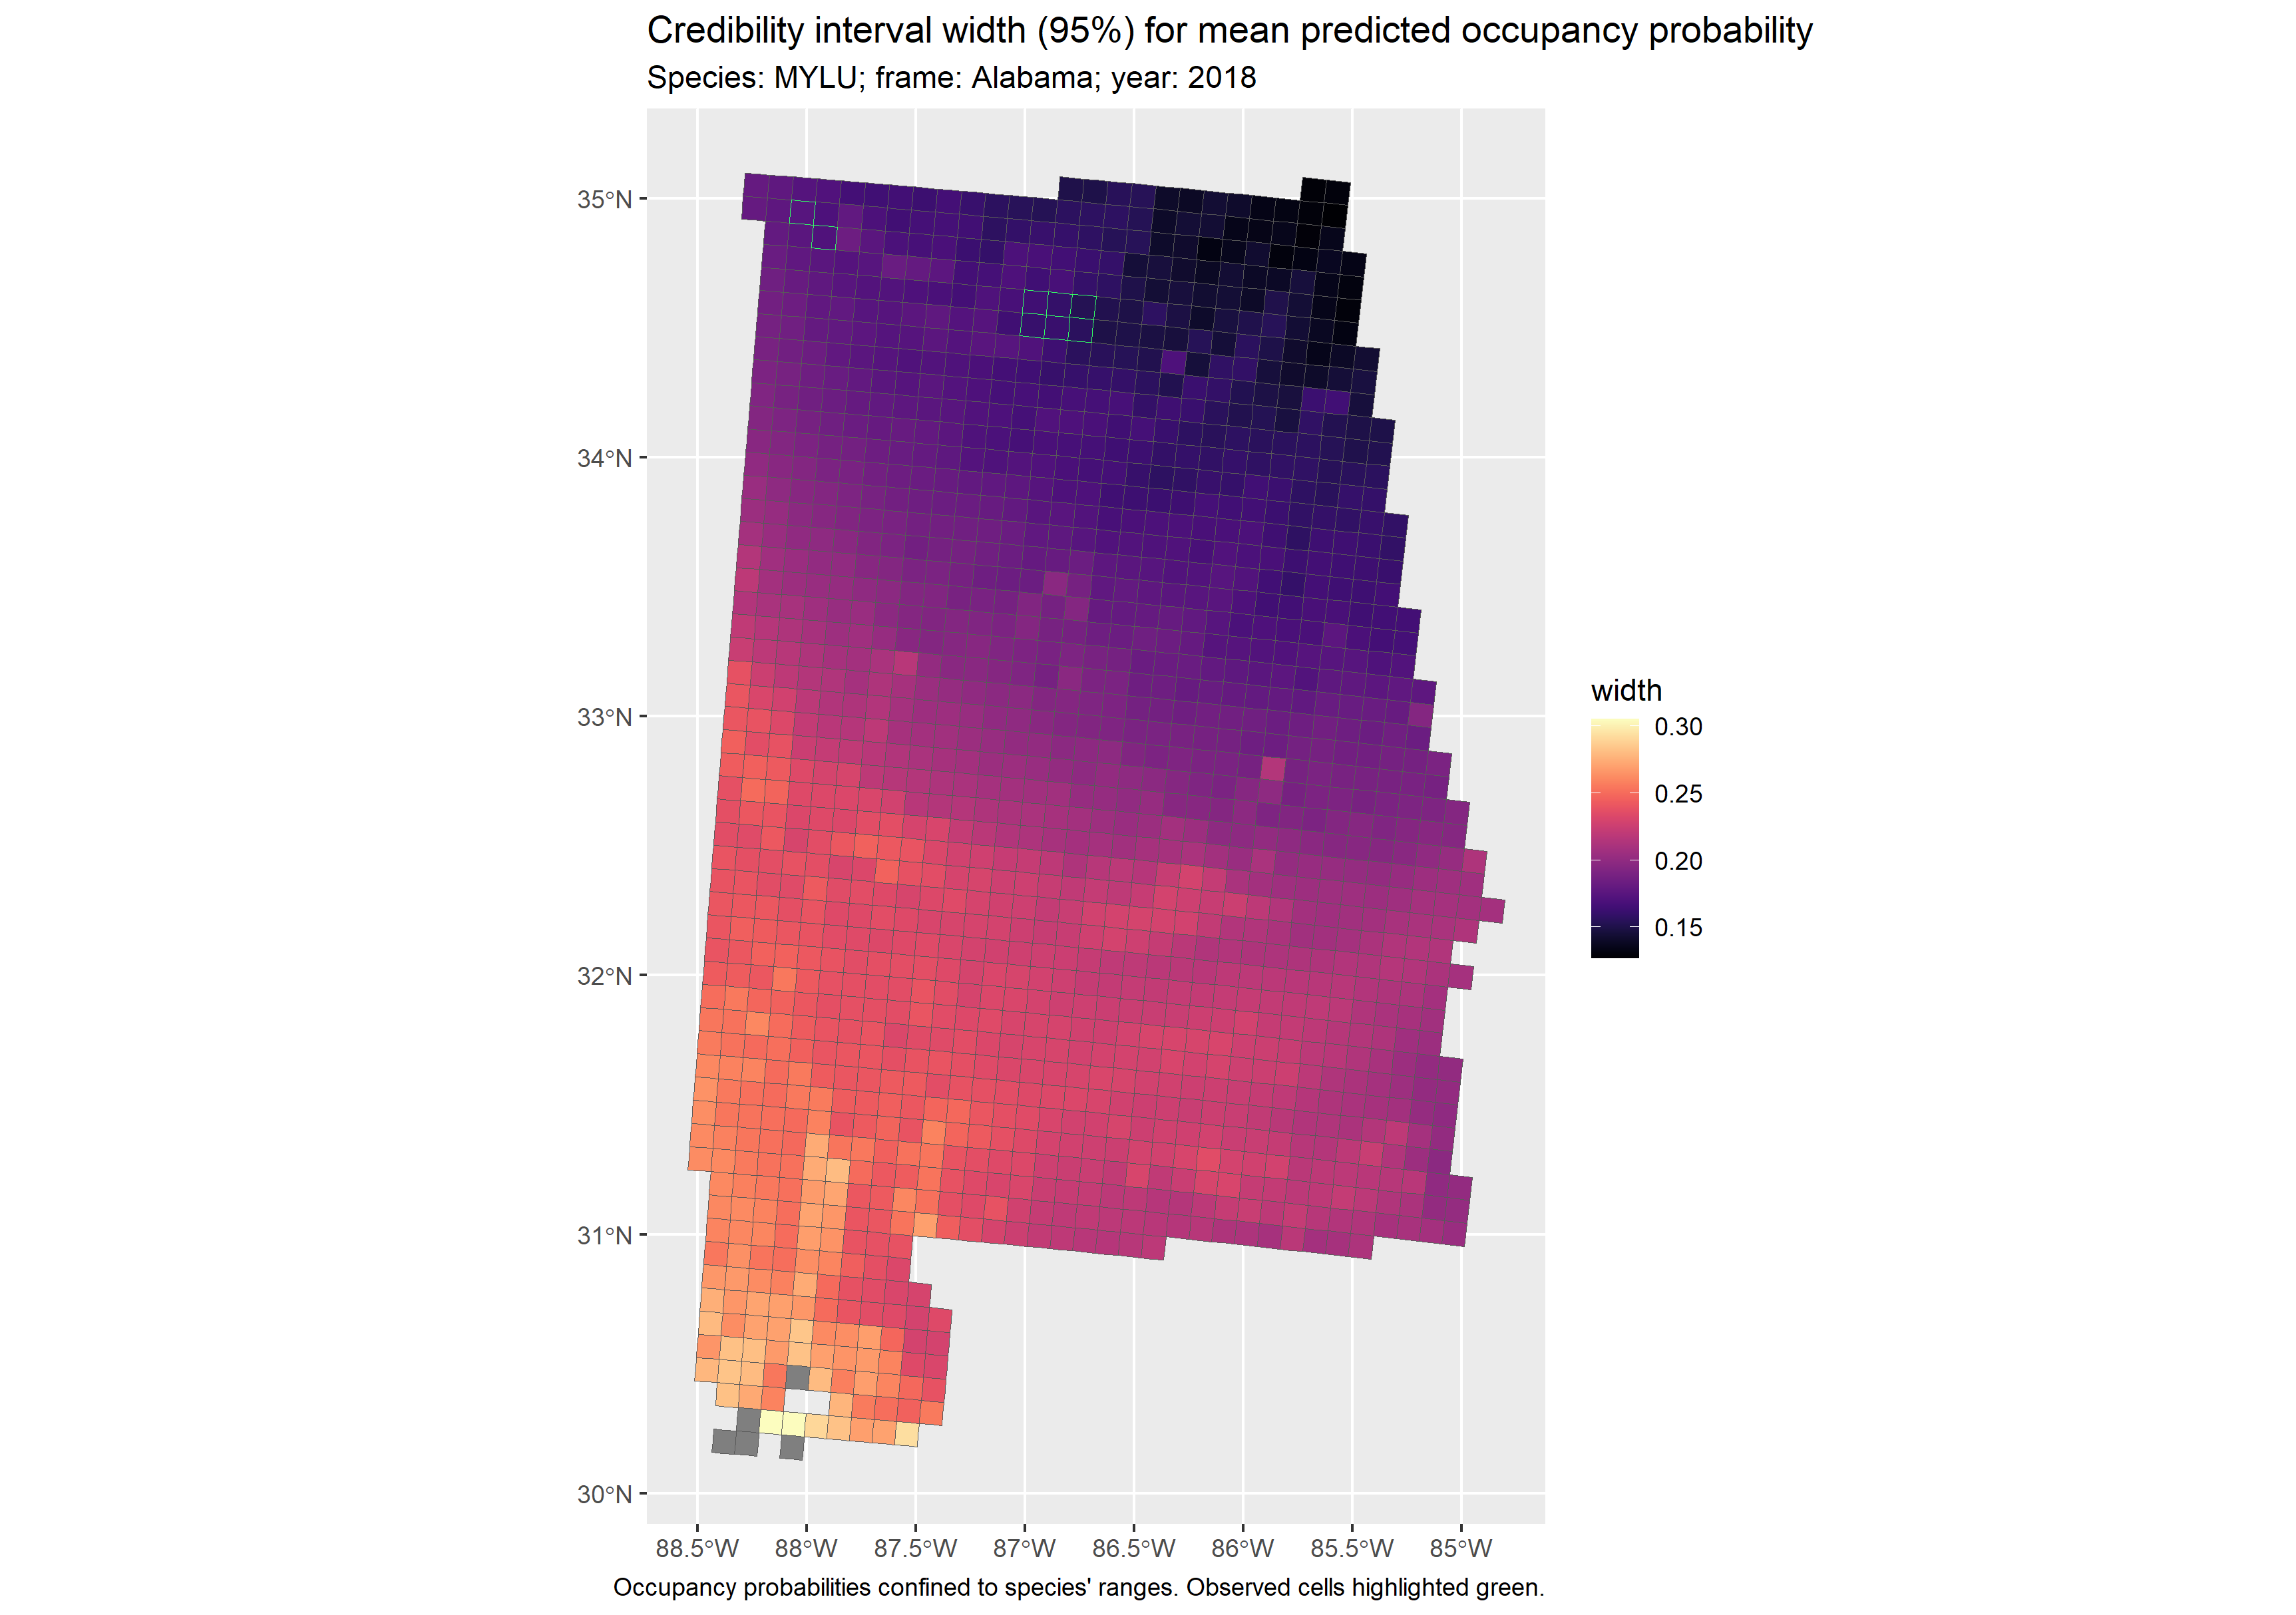 Credibility interval width (95%) for mean predicted occupancy probability
Species: MYLU; frame: Alabama; year: 2018
35°N
34°N
33°N
32°N
31°N
30°N
width
0.30
0.25
0.20
0.15
88.5°W 88°W 87.5°W 87°W 86.5°W 86°W 85.5°W 85°W
Occupancy probabilities confined to species' ranges. Observed cells highlighted green.